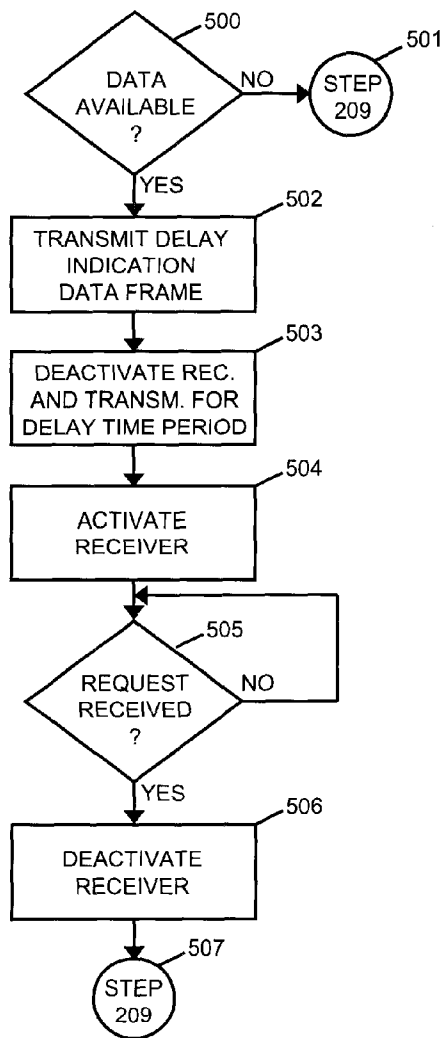 500
DATA
AVAILABLE
?
NO
501
STEP
209
YES
502
TRANSMIT DELAY
INDICATION
DATA FRAME
503
DEACTIVATE REC.
AND TRANSM. FOR
DELAY TIME PERIOD
504
ACTIVATE
RECEIVER
505
REQUEST
RECEIVED
?
NO
YES
506
DEACTIVATE
RECEIVER
507
STEP
209